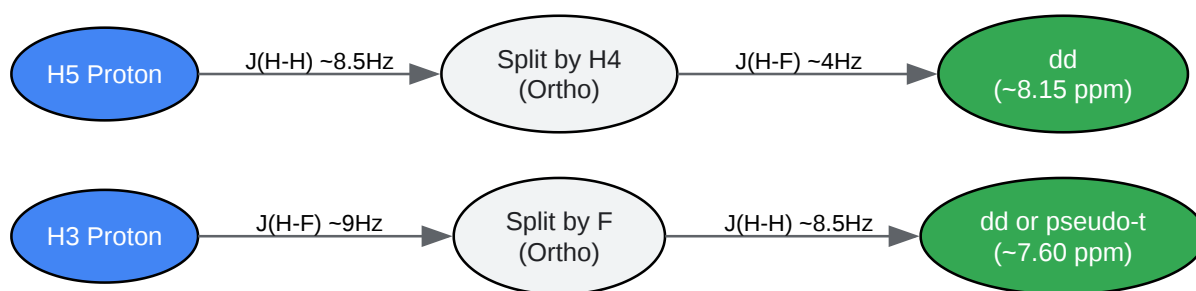 H5 Proton
J(H-H) ~8.5Hz
Split by H4
(Ortho)
J(H-F) ~4Hz
dd
(~8.15 ppm)
H3 Proton
J(H-F) ~9Hz
Split by F
(Ortho)
J(H-H) ~8.5Hz
dd or pseudo-t
(~7.60 ppm)